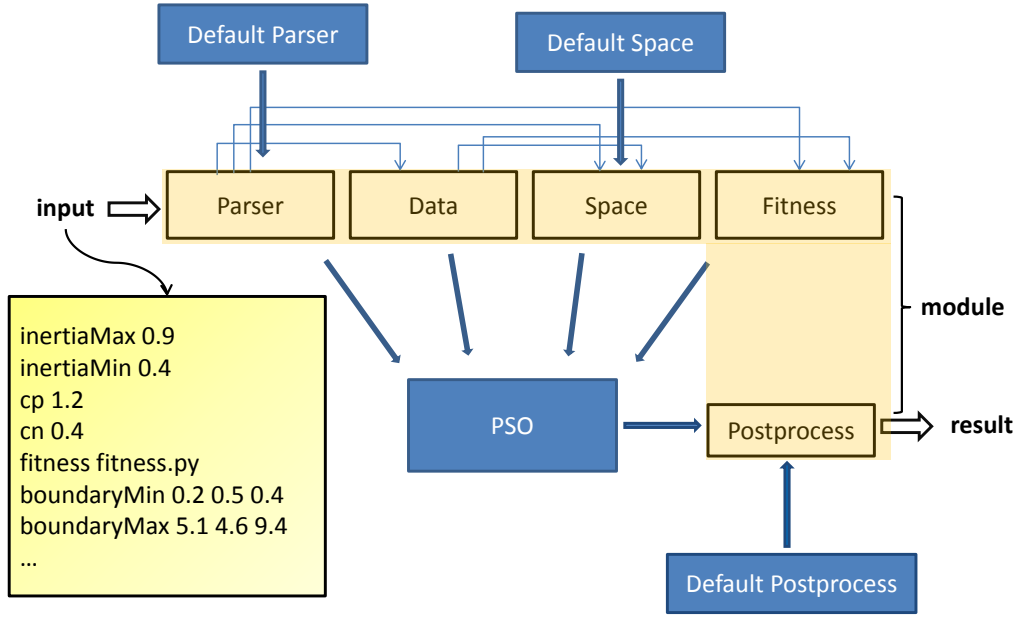 Default Parser
Default Space
input
Parser
Data
Space
Fitness
module
inertiaMax 0.9
inertiaMin 0.4
cp 1.2
cn 0.4
fitness fitness.py
boundaryMin 0.2 0.5 0.4
boundaryMax 5.1 4.6 9.4
...
PSO
Postprocess
result
Default Postprocess